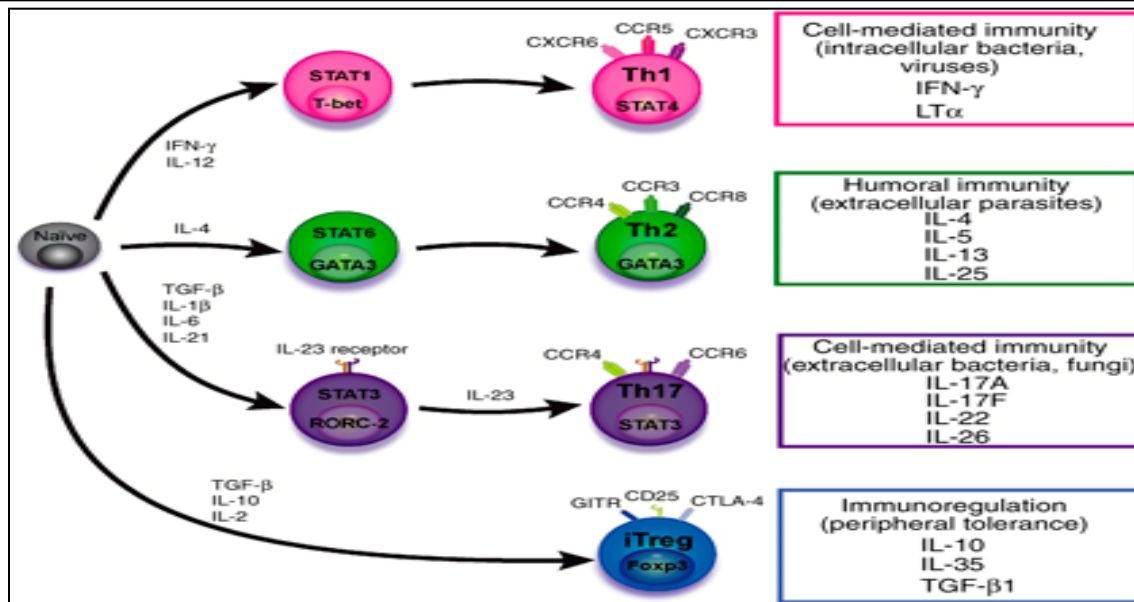 CXCR6
CCR5
CXCR3
STAT1
T-bet
Th1
STAT4
Cell-mediated immunity
(intracellular bacteria,
viruses)
IFN-γ
LTα
IFN-γ
IL-12
Naïve
IL-4
STAT6
GATA3
CCR4
CCR3
CCR8
Th2
GATA3
Humoral immunity
(extracellular parasites)
IL-4
IL-5
IL-13
IL-25
TGF-β
IL-1β
IL-6
IL-21
IL-23 receptor
STAT3
RORC-2
IL-23
CCR4
CCR6
Th17
STAT3
Cell-mediated immunity
(extracellular bacteria, fungi)
IL-17A
IL-17F
IL-22
IL-26
TGF-β
IL-10
IL-2
GITR
CD25
CTLA-4
iTreg
Foxp3
Immunoregulation
(peripheral tolerance)
IL-10
IL-35
TGF-β1